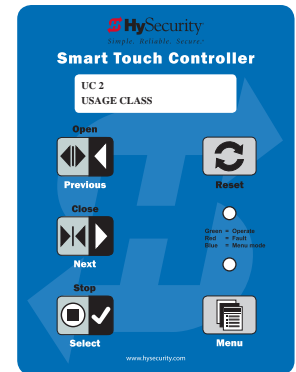 HySecurity
Simple. Reliable. Secure.
Smart Touch Controller
UC 2
USAGE CLASS
Open
Previous
Reset
Close
Next
Green = Operate
Red = Fault
Blue = Menu mode
Stop
Select
Menu
www.hysecurity.com